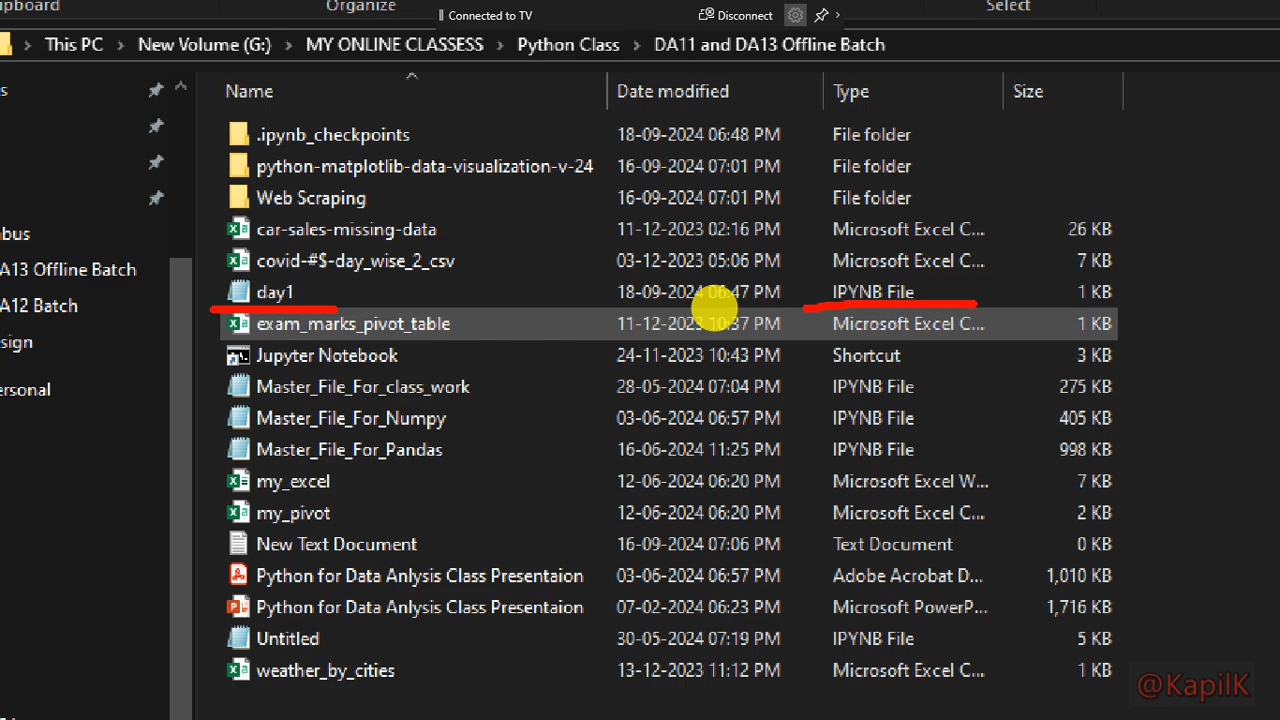 pboard
Organize
Select
Connected to TV
Disconnect
This PC > New Volume (G:) > MY ONLINE CLASSESS > Python Class > DA11 and DA13 Offline Batch
Name Date modified Type Size
.ipynb_checkpoints 18-09-2024 06:48 PM File folder
python-matplotlib-data-visualization-v-24 16-09-2024 07:01 PM File folder
Web Scraping 16-09-2024 07:01 PM File folder
car-sales-missing-data 11-12-2023 02:16 PM Microsoft Excel C... 26 KB
covid-#$-day_wise_2_csv 03-12-2023 05:06 PM Microsoft Excel C... 7 KB
day1 18-09-2024 06:47 PM IPYNB File 1 KB
exam_marks_pivot_table 11-12-2023 10:37 PM Microsoft Excel C... 1 KB
Jupyter Notebook 24-11-2023 10:43 PM Shortcut 3 KB
Master_File_For_class_work 28-05-2024 07:04 PM IPYNB File 275 KB
Master_File_For_Numpy 03-06-2024 06:57 PM IPYNB File 405 KB
Master_File_For_Pandas 16-06-2024 11:25 PM IPYNB File 998 KB
my_excel 12-06-2024 06:20 PM Microsoft Excel W... 7 KB
my_pivot 12-06-2024 06:20 PM Microsoft Excel C... 2 KB
New Text Document 16-09-2024 07:06 PM Text Document 0 KB
Python for Data Anlysis Class Presentaion 03-06-2024 06:57 PM Adobe Acrobat D... 1,010 KB
Python for Data Anlysis Class Presentaion 07-02-2024 06:23 PM Microsoft PowerP... 1,716 KB
Untitled 30-05-2024 07:19 PM IPYNB File 5 KB
weather_by_cities 13-12-2023 11:12 PM Microsoft Excel C... 1 KB
s
bus
A13 Offline Batch
A12 Batch
sign
ersonal
@KapilK